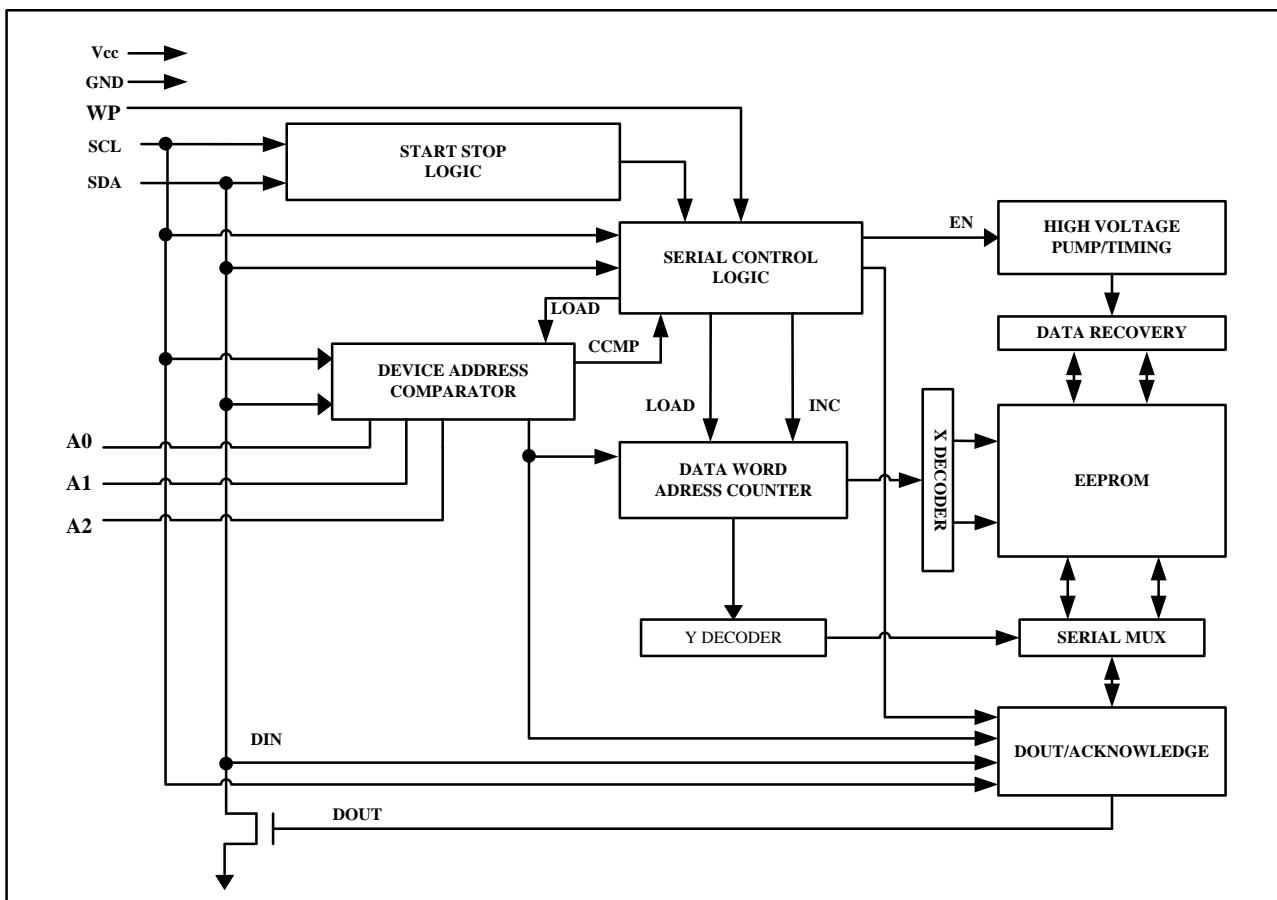 Vcc
GND
WP
SCL
SDA
START STOP
LOGIC
SERIAL CONTROL
LOGIC
EN
HIGH VOLTAGE
PUMP/TIMING
DATA RECOVERY
LOAD
CCMP
DEVICE ADDRESS
COMPARATOR
LOAD
INC
A0
A1
A2
DATA WORD
ADRESS COUNTER
X DECODER
EEPROM
Y DECODER
SERIAL MUX
DIN
DOUT/ACKNOWLEDGE
DOUT